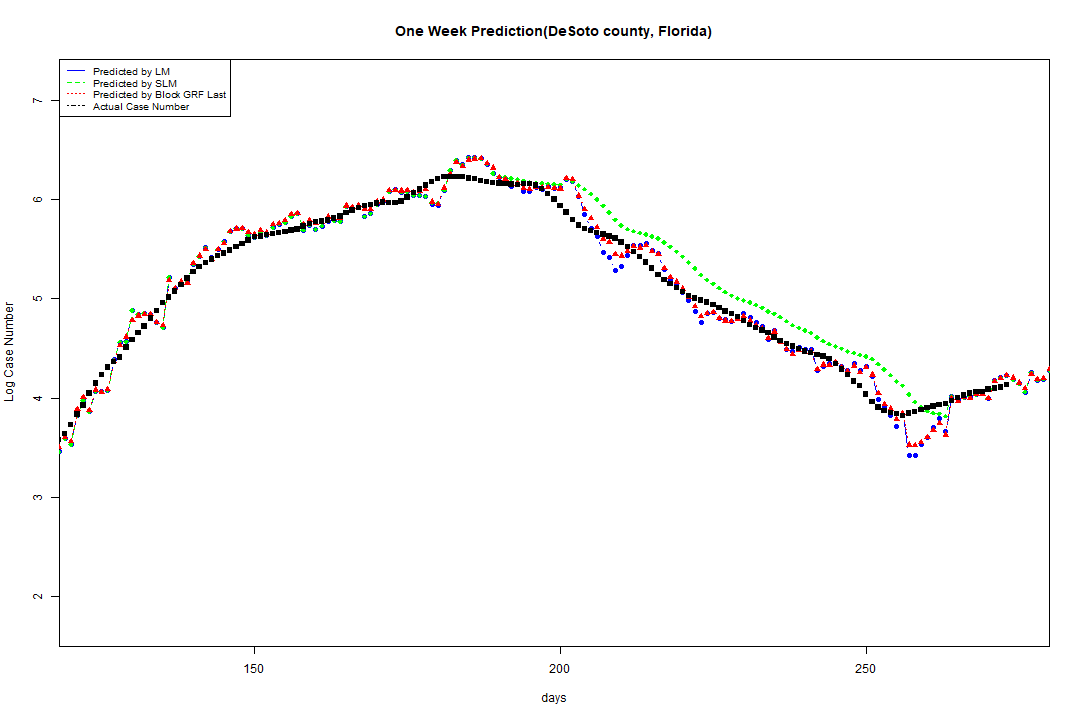 One Week Prediction(DeSoto county, Florida)
Predicted by LM
Predicted by SLM
Predicted by Block GRF Last
Actual Case Number
7
6
5
4
3
2
Log Case Number
150 200 250
days